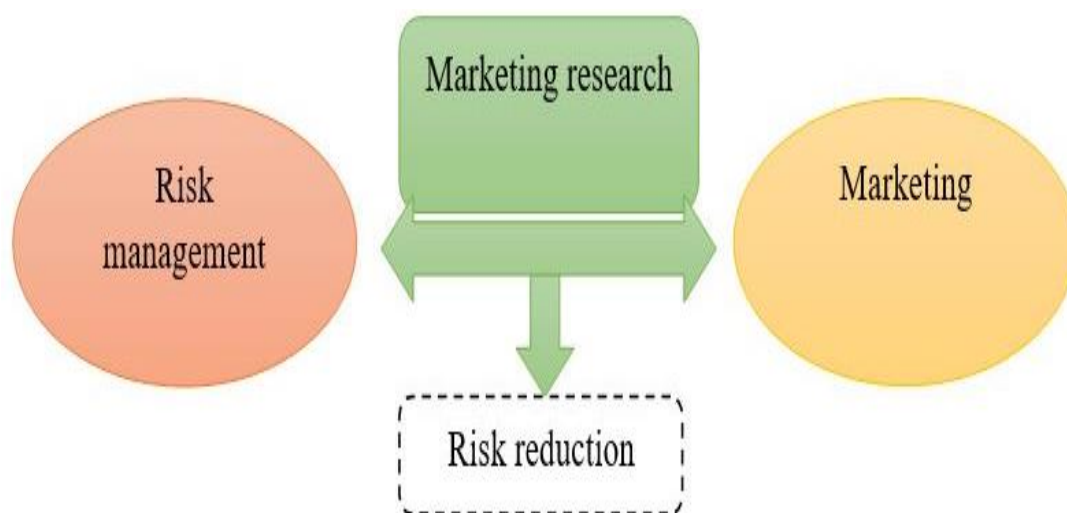 Marketing research
Risk
management
Marketing
Risk reduction